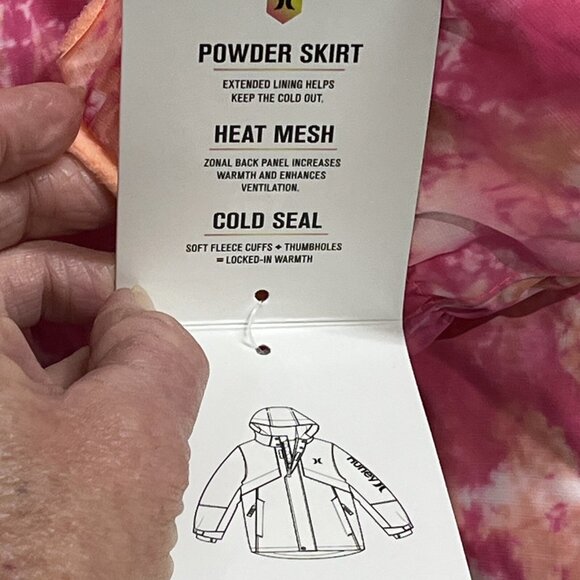 POWDER SKIRT
EXTENDED LINING HELPS
KEEP THE COLD OUT.
HEAT MESH
ZONAL BACK PANEL INCREASES
WARMTH AND ENHANCES
VENTILATION.
COLD SEAL
SOFT FLEECE CUFFS + THUMBHOLES
= LOCKED-IN WARMTH
Hurley